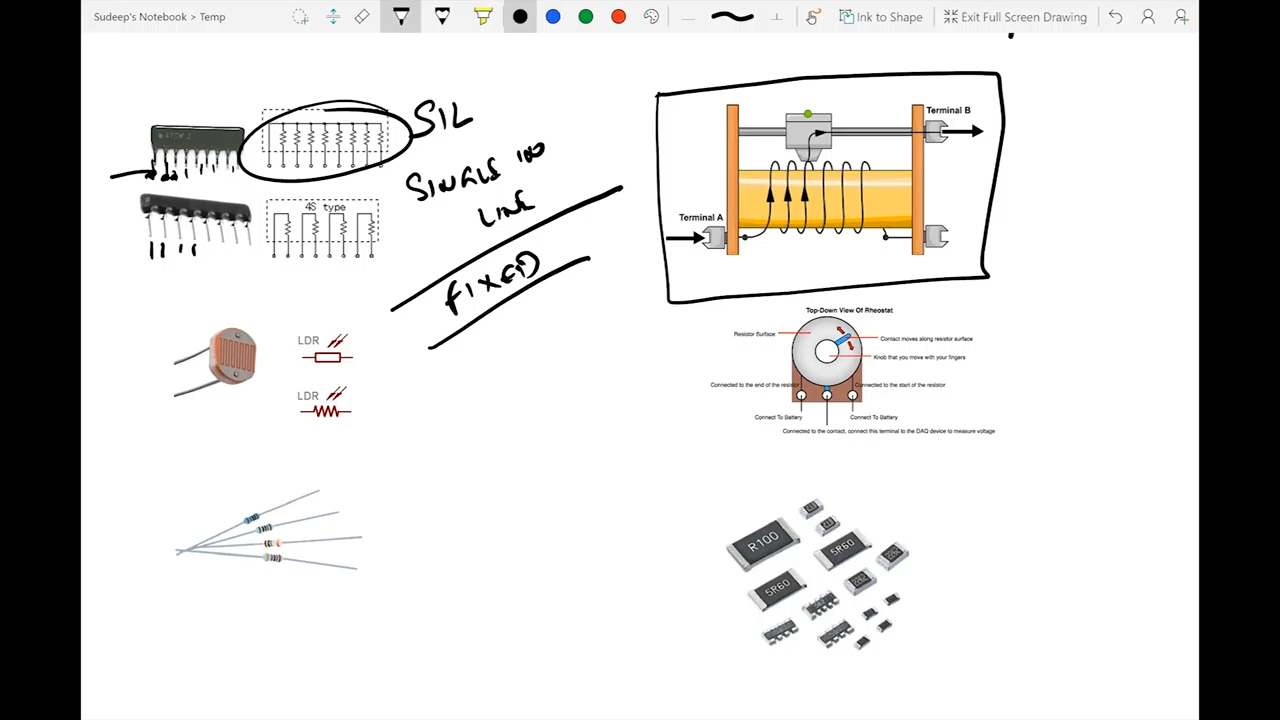 Sudeep's Notebook > Temp
Ink to Shape
Exit Full Screen Drawing
SIL
SINGLE IN
LINE
4S type
FIXED
Terminal B
Terminal A
LDR
LDR
Top-Down View Of Rheostat
Resistor Surface
Contact moves along resistor surface
Knob that you move with your fingers
Connected to the end of the resistor
Connected to the start of the resistor
Connect To Battery
Connect To Battery
Connected to the contact, connect this terminal to the DAQ device to measure voltage
R100
5R60
5R60